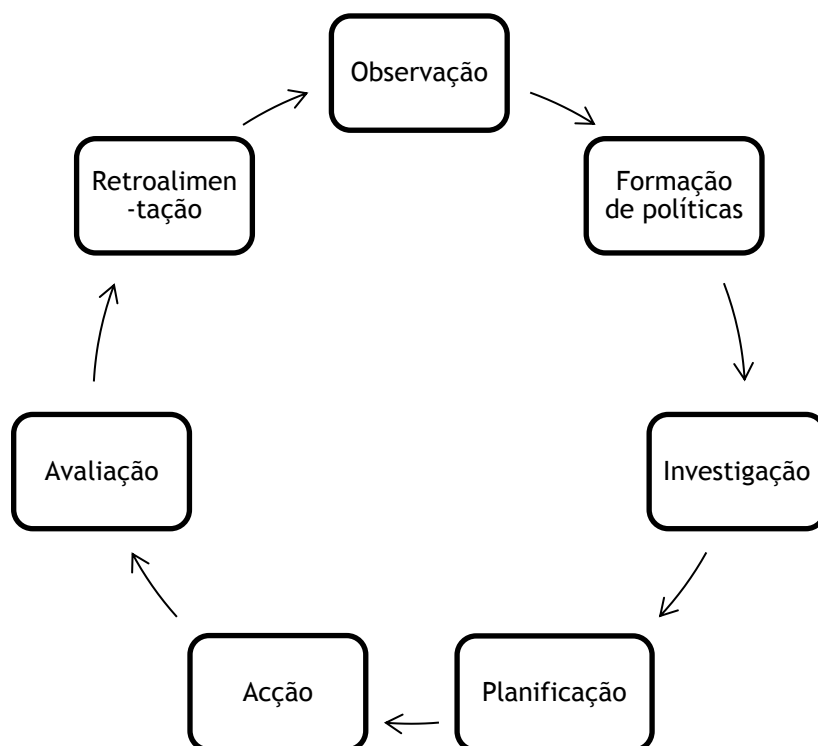 Observação
Formação
de políticas
Investigação
Planificação
Acção
Avaliação
Retroalimen
-tação